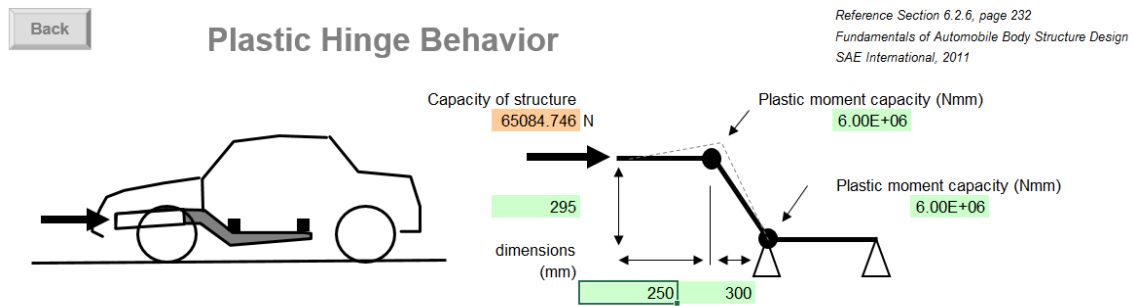 Back
Plastic Hinge Behavior
Reference Section 6.2.6, page 232
Fundamentals of Automobile Body Structure Design
SAE International, 2011
Capacity of structure
65084.746 N
Plastic moment capacity (Nmm)
6.00E+06
Plastic moment capacity (Nmm)
6.00E+06
295
dimensions
(mm)
250 300